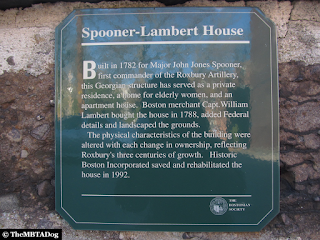 Spooner-Lambert House
Built in 1782 for Major John Jones Spooner,
first commander of the Roxbury Artillery,
this Georgian structure has served as a private
residence, a home for elderly women, and an
apartment house. Boston merchant Capt. William
Lambert bought the house in 1788, added Federal
details and landscaped the grounds.
The physical characteristics of the building were
altered with each change in ownership, reflecting
Roxbury's three centuries of growth. Historic
Boston Incorporated saved and rehabilitated the
house in 1992.
THE
BOSTONIAN
SOCIETY
© TheMBTADog